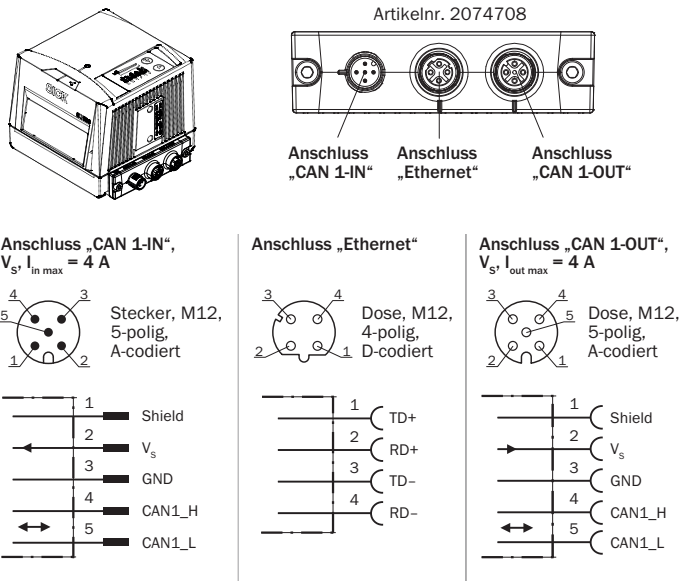 Artikelnr. 2074708
SICK
Anschluss
„CAN 1-IN“
Anschluss
„Ethernet“
Anschluss
„CAN 1-OUT“
Anschluss „CAN 1-IN“,
Vs, Iin max = 4 A
4
3
5
1
2
Stecker, M12,
5-polig,
A-codiert
1
Shield
2
Vs
3
GND
4
CAN1_H
5
CAN1_L
Anschluss „Ethernet“
3
4
2
1
Dose, M12,
4-polig,
D-codiert
1
TD+
2
RD+
3
TD–
4
RD–
Anschluss „CAN 1-OUT“,
Vs, Iout max = 4 A
3
4
5
2
1
Dose, M12,
5-polig,
A-codiert
1
Shield
2
Vs
3
GND
4
CAN1_H
5
CAN1_L